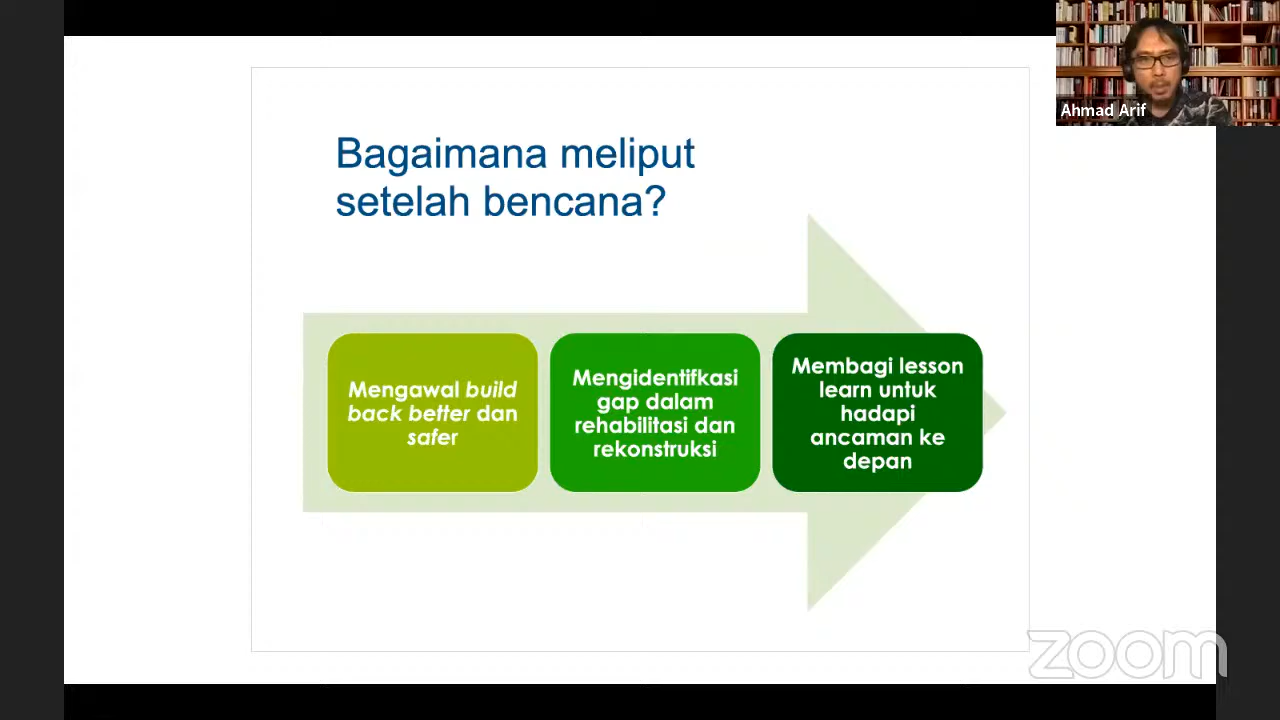 Ahmad Arif
Bagaimana meliput
setelah bencana?
Mengawal build
back better dan
safer
Mengidentifkasi
gap dalam
rehabilitasi dan
rekonstruksi
Membagi lesson
learn untuk
hadapi
ancaman ke
depan
zoom